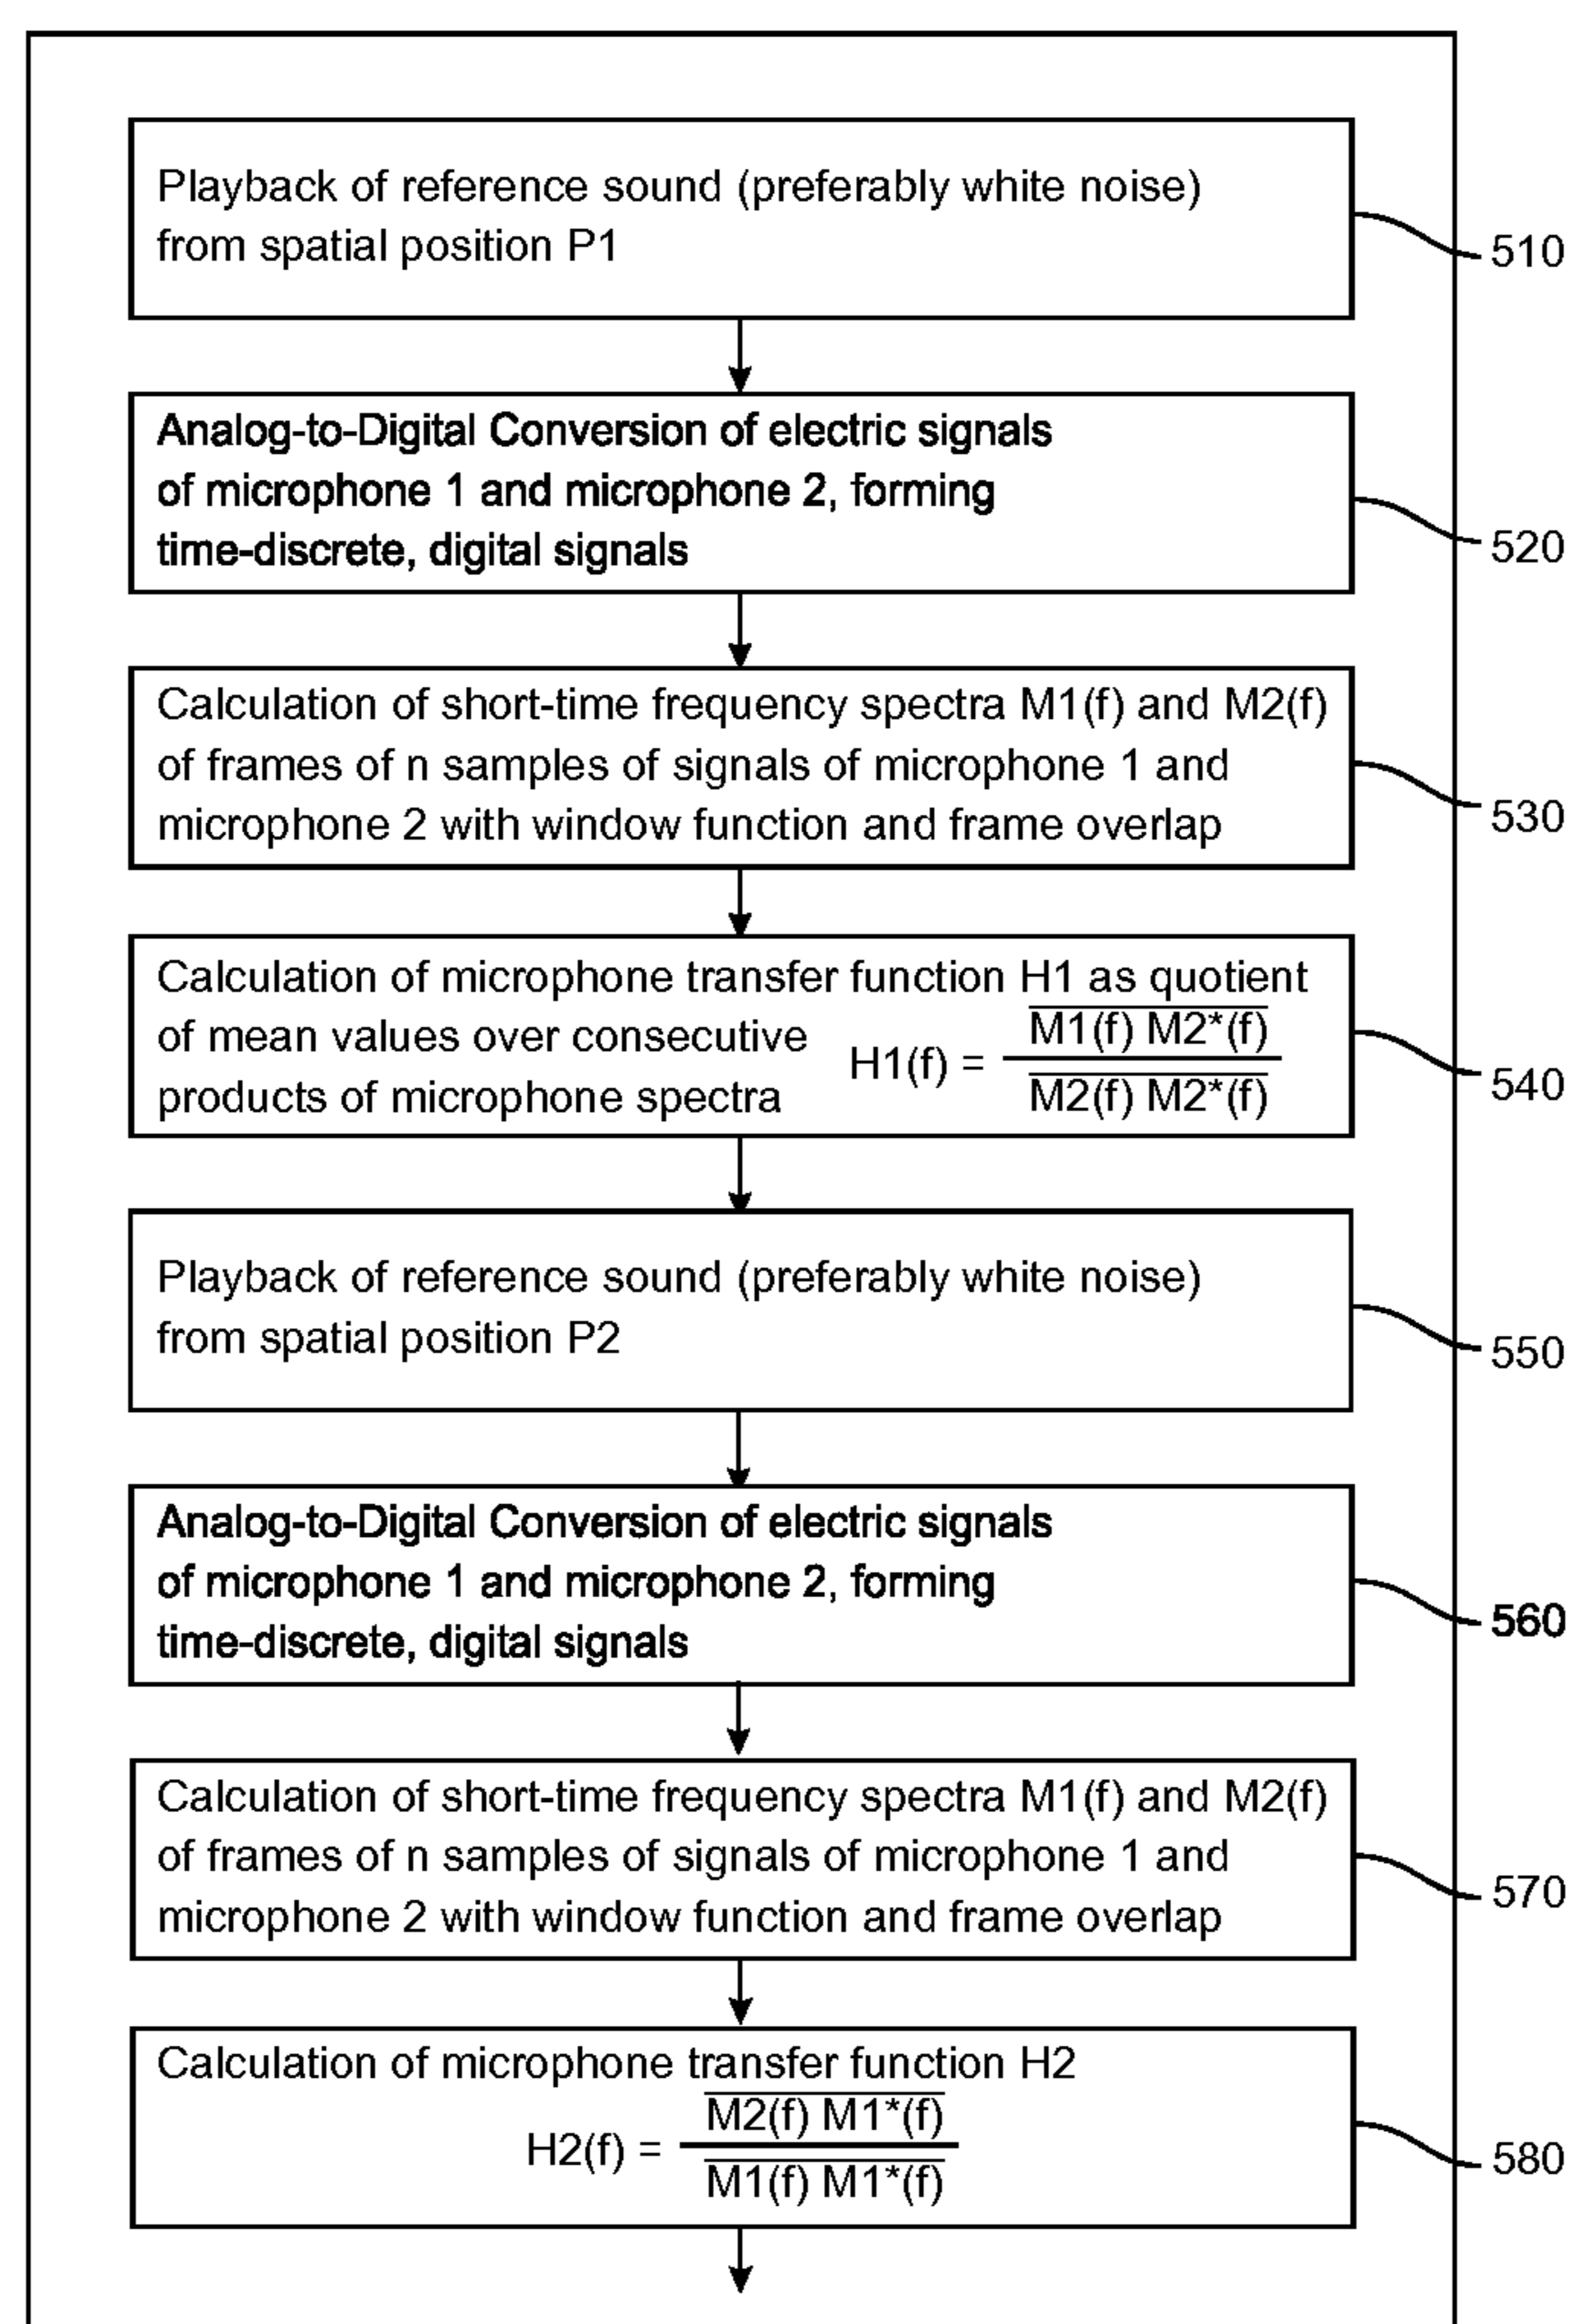 Playback of reference sound (preferably white noise)
from spatial position P1
510
Analog-to-Digital Conversion of electric signals
of microphone 1 and microphone 2, forming
time-discrete, digital signals
520
Calculation of short-time frequency spectra M1(f) and M2(f)
of frames of n samples of signals of microphone 1 and
microphone 2 with window function and frame overlap
530
Calculation of microphone transfer function H1 as quotient
of mean values over consecutive
products of microphone spectra
H1(f) =
M1(f) M2*(f)
M2(f) M2*(f)
540
Playback of reference sound (preferably white noise)
from spatial position P2
550
Analog-to-Digital Conversion of electric signals
of microphone 1 and microphone 2, forming
time-discrete, digital signals
560
Calculation of short-time frequency spectra M1(f) and M2(f)
of frames of n samples of signals of microphone 1 and
microphone 2 with window function and frame overlap
570
Calculation of microphone transfer function H2
H2(f) =
M2(f) M1*(f)
M1(f) M1*(f)
580